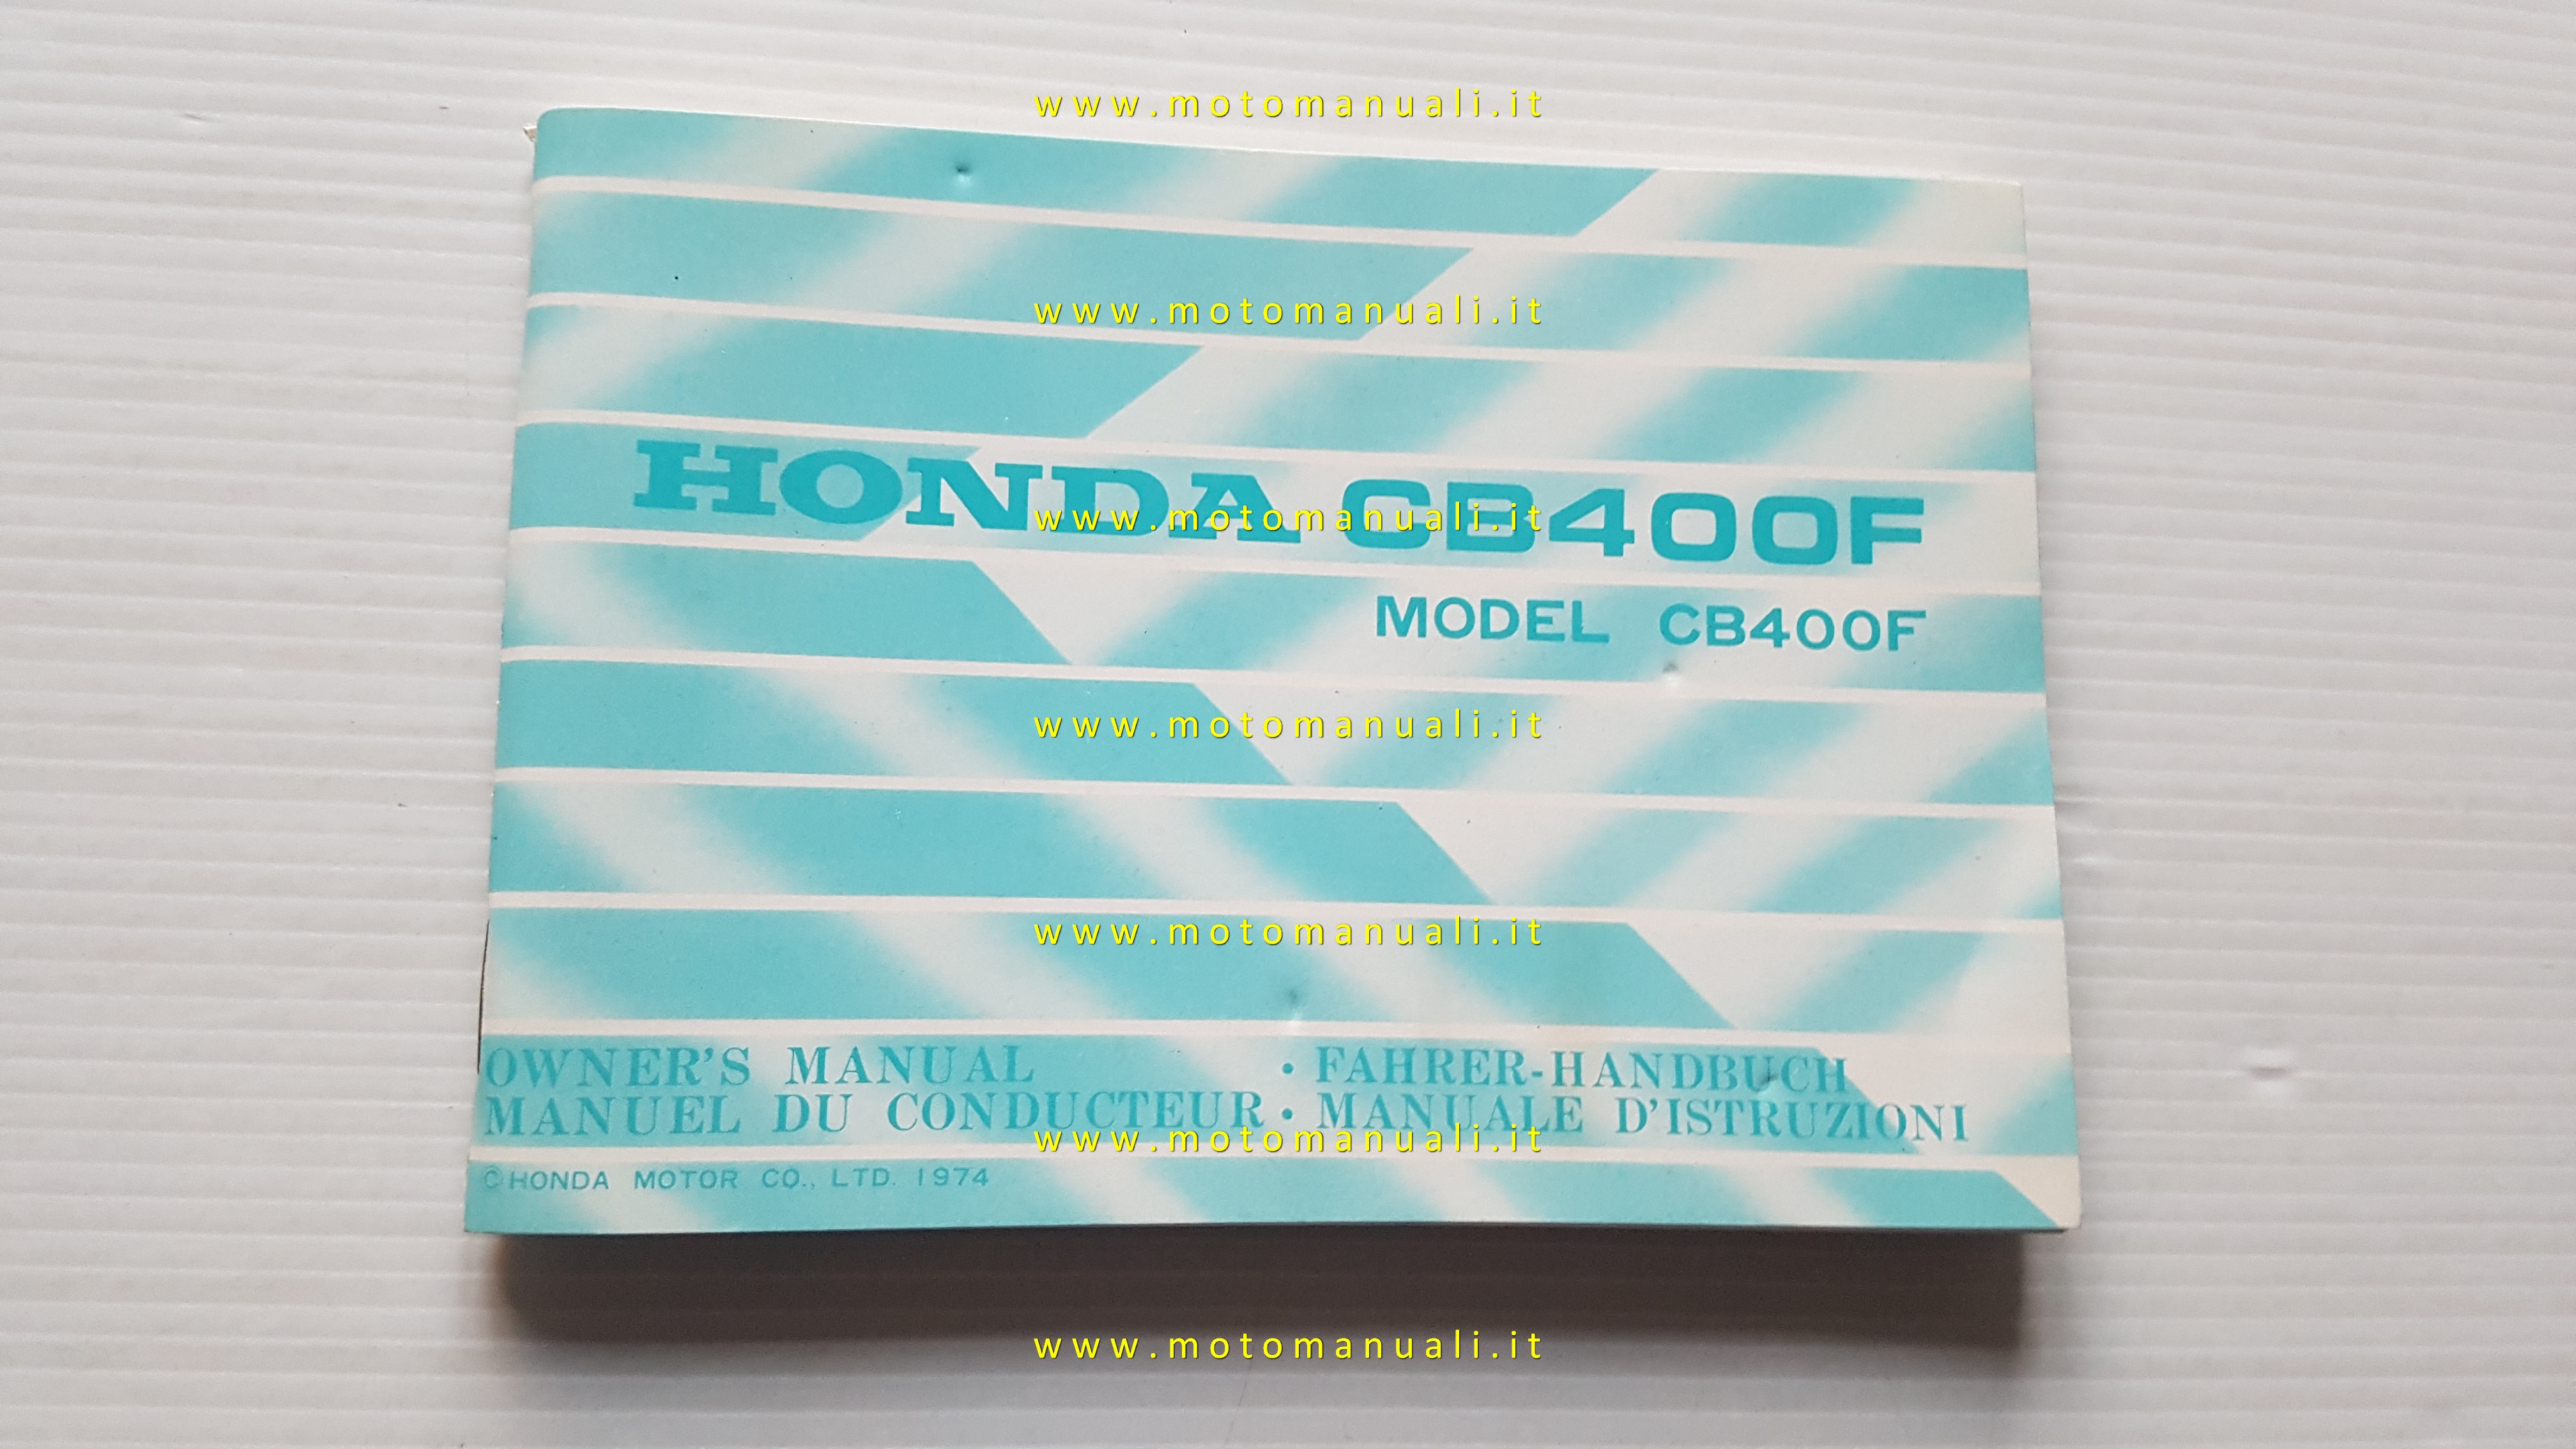 www.motomanuali.it
www.motomanuali.it
HONDA CB400F
www.motomanuali.it
MODEL CB400F
www.motomanuali.it
www.motomanuali.it
OWNER'S MANUAL • FAHRER-HANDBUCH
MANUEL DU CONDUCTEUR • MANUALE D'ISTRUZIONI
www.motomanuali.it
© HONDA MOTOR CO., LTD. 1974
www.motomanuali.it